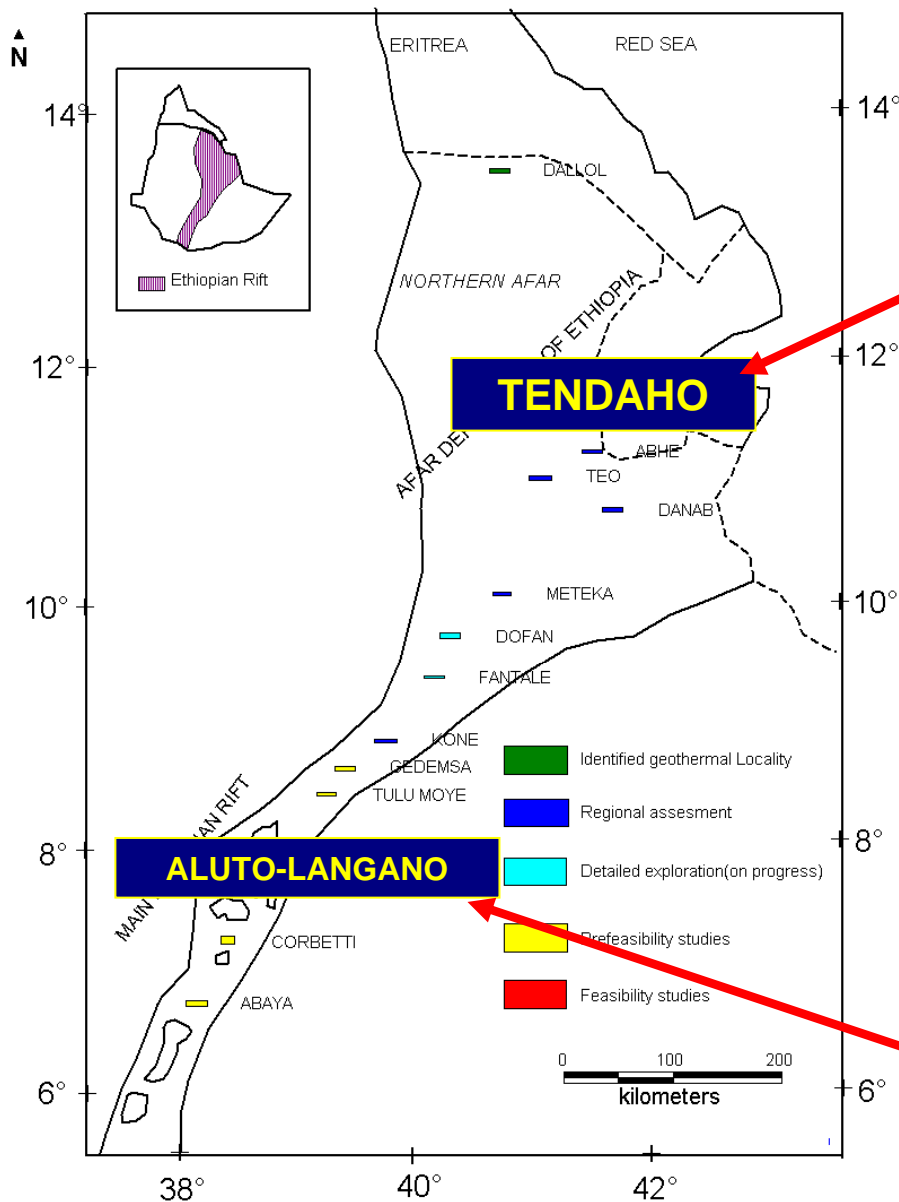 N
ERITREA
RED SEA
14°
14°
DALLOL
Ethiopian Rift
NORTHERN AFAR
OF ETHIOPIA
12°
12°
TENDAHO
AFAR
ABHE
TEO
DANAB
10°
10°
METEKA
DOFAN
FANTALE
KONE
GEDEMSA
TULU MOYE
Identified geothermal Locality
Regional assesment
MAIN
RIFT
8°
8°
ALUTO-LANGANO
Detailed exploration(on progress)
CORBETTI
Prefeasibility studies
ABAYA
Feasibility studies
0 100 200
kilometers
6°
6°
38°
40°
42°